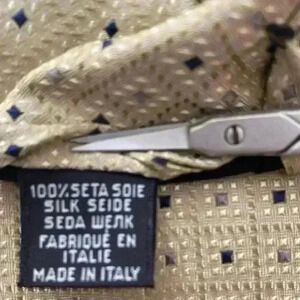 100% SETA SOIE
SILK SEIDE
SEDA ШЕЛК
FABRIQUÉ EN
ITALIE
MADE IN ITALY